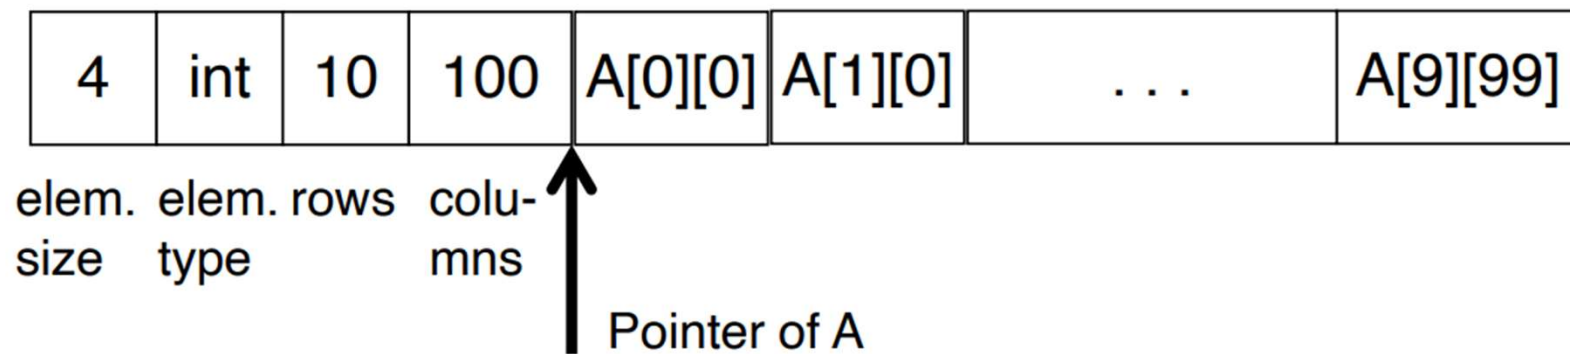 4 int 10 100 A[0][0] A[1][0] . . . A[9][99]
elem. elem. rows colu-
size type mns
Pointer of A